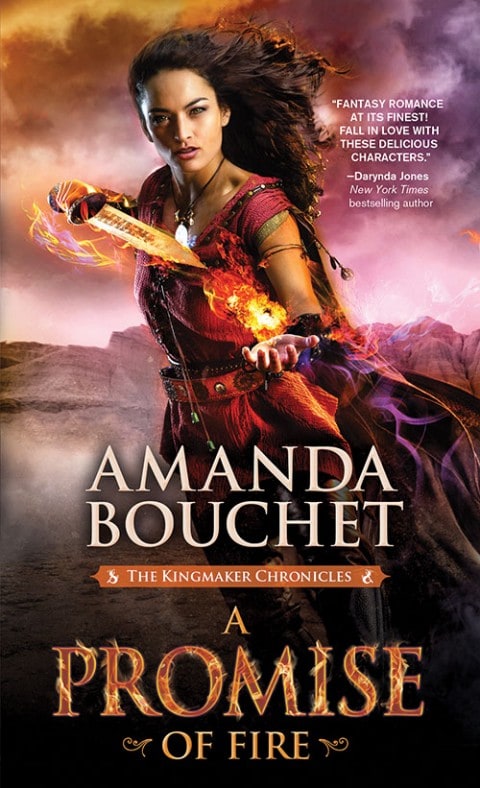 "FANTASY ROMANCE
AT ITS FINEST!
FALL IN LOVE WITH
THESE DELICIOUS
CHARACTERS."
—Darynda Jones
New York Times
bestselling author
AMANDA
BOUCHET
THE KINGMAKER CHRONICLES
A
PROMISE
OF FIRE